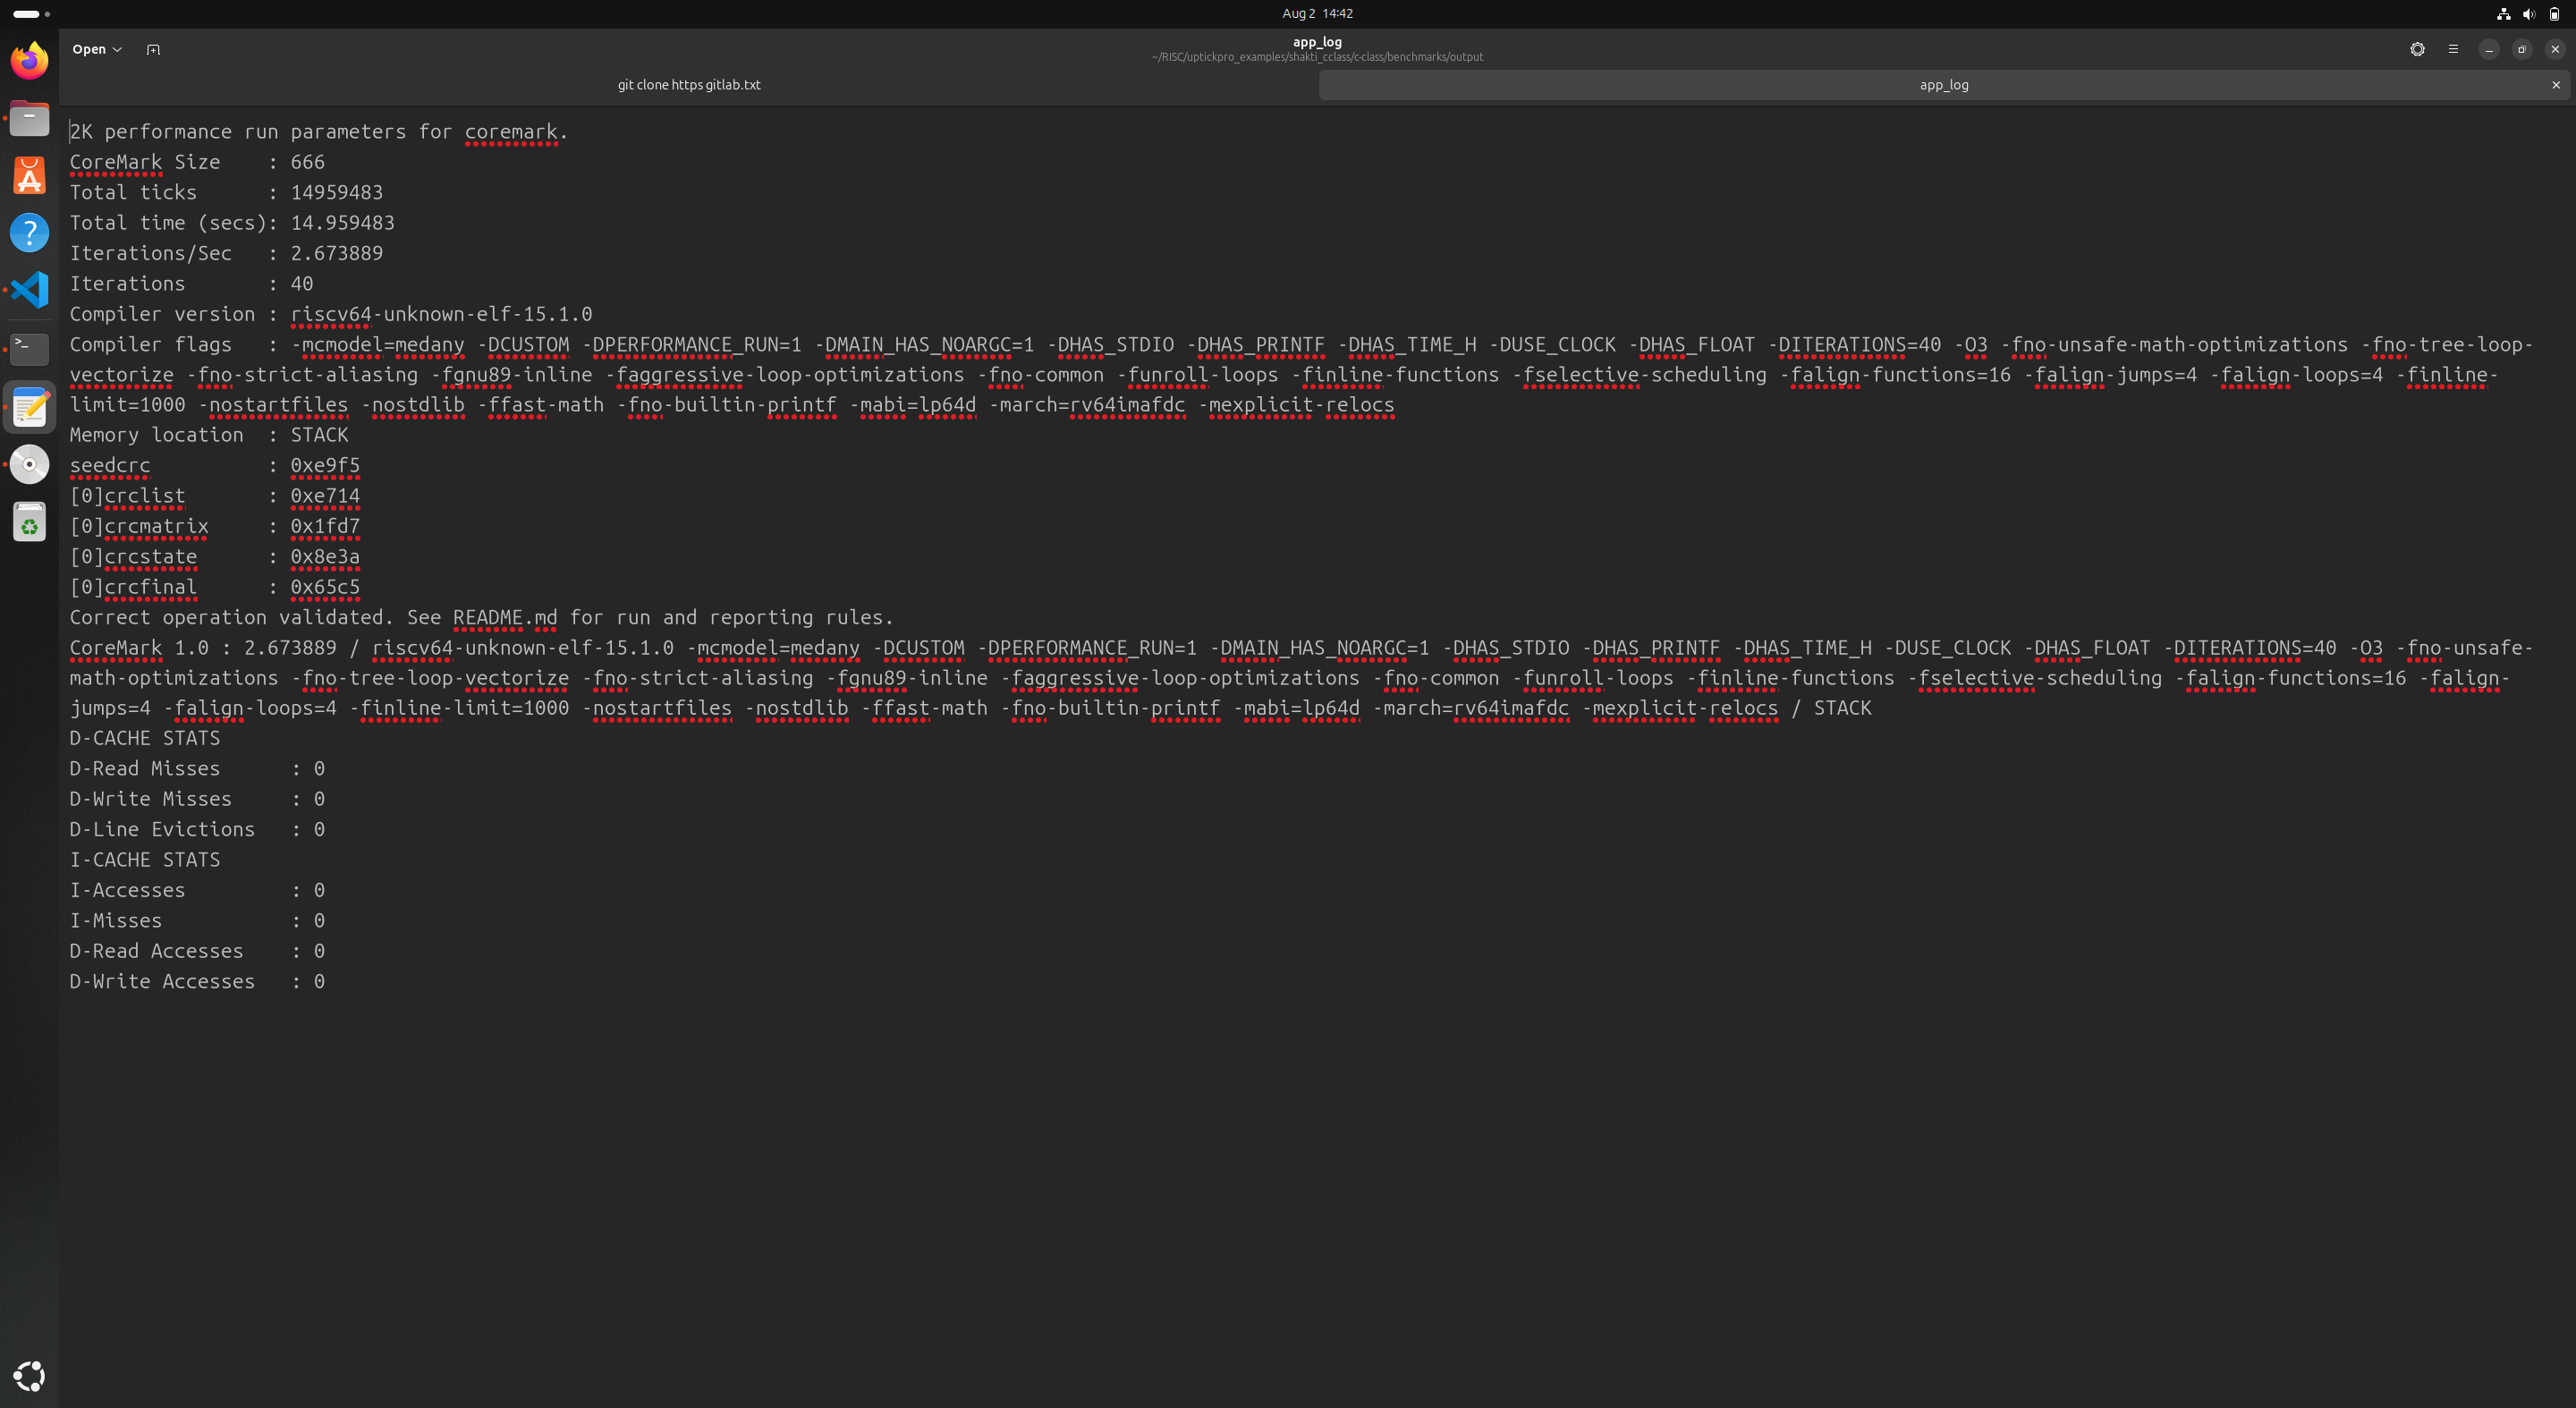 Aug 2 14:42
Open
app_log
~/RISC/uptickpro_examples/shakti_cclass/c-class/benchmarks/output
git clone https gitlab.txt
app_log
2K performance run parameters for coremark.
CoreMark Size    : 666
Total ticks      : 14959483
Total time (secs): 14.959483
Iterations/Sec   : 2.673889
Iterations       : 40
Compiler version : riscv64-unknown-elf-15.1.0
Compiler flags   : -mcmodel=medany -DCUSTOM -DPERFORMANCE_RUN=1 -DMAIN_HAS_NOARGC=1 -DHAS_STDIO -DHAS_PRINTF -DHAS_TIME_H -DUSE_CLOCK -DHAS_FLOAT -DITERATIONS=40 -O3 -fno-unsafe-math-optimizations -fno-tree-loop-
vectorize -fno-strict-aliasing -fgnu89-inline -faggressive-loop-optimizations -fno-common -funroll-loops -finline-functions -fselective-scheduling -falign-functions=16 -falign-jumps=4 -falign-loops=4 -finline-
limit=1000 -nostartfiles -nostdlib -ffast-math -fno-builtin-printf -mabi=lp64d -march=rv64imafdc -mexplicit-relocs
Memory location  : STACK
seedcrc          : 0xe9f5
[0]crclist       : 0xe714
[0]crcmatrix     : 0x1fd7
[0]crcstate      : 0x8e3a
[0]crcfinal      : 0x65c5
Correct operation validated. See README.md for run and reporting rules.
CoreMark 1.0 : 2.673889 / riscv64-unknown-elf-15.1.0 -mcmodel=medany -DCUSTOM -DPERFORMANCE_RUN=1 -DMAIN_HAS_NOARGC=1 -DHAS_STDIO -DHAS_PRINTF -DHAS_TIME_H -DUSE_CLOCK -DHAS_FLOAT -DITERATIONS=40 -O3 -fno-unsafe-
math-optimizations -fno-tree-loop-vectorize -fno-strict-aliasing -fgnu89-inline -faggressive-loop-optimizations -fno-common -funroll-loops -finline-functions -fselective-scheduling -falign-functions=16 -falign-
jumps=4 -falign-loops=4 -finline-limit=1000 -nostartfiles -nostdlib -ffast-math -fno-builtin-printf -mabi=lp64d -march=rv64imafdc -mexplicit-relocs / STACK
D-CACHE STATS
D-Read Misses      : 0
D-Write Misses     : 0
D-Line Evictions   : 0
I-CACHE STATS
I-Accesses         : 0
I-Misses           : 0
D-Read Accesses    : 0
D-Write Accesses   : 0